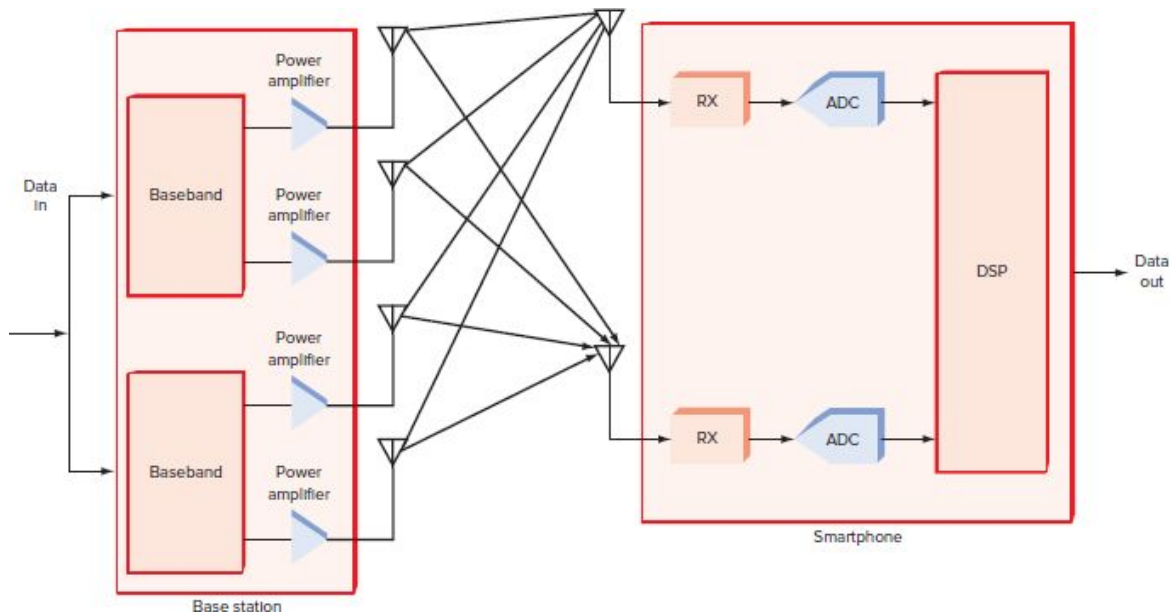 Data
in
Baseband
Power
amplifier
Power
amplifier
Baseband
Power
amplifier
Power
amplifier
Base station
RX
ADC
RX
ADC
DSP
Smartphone
Data
out